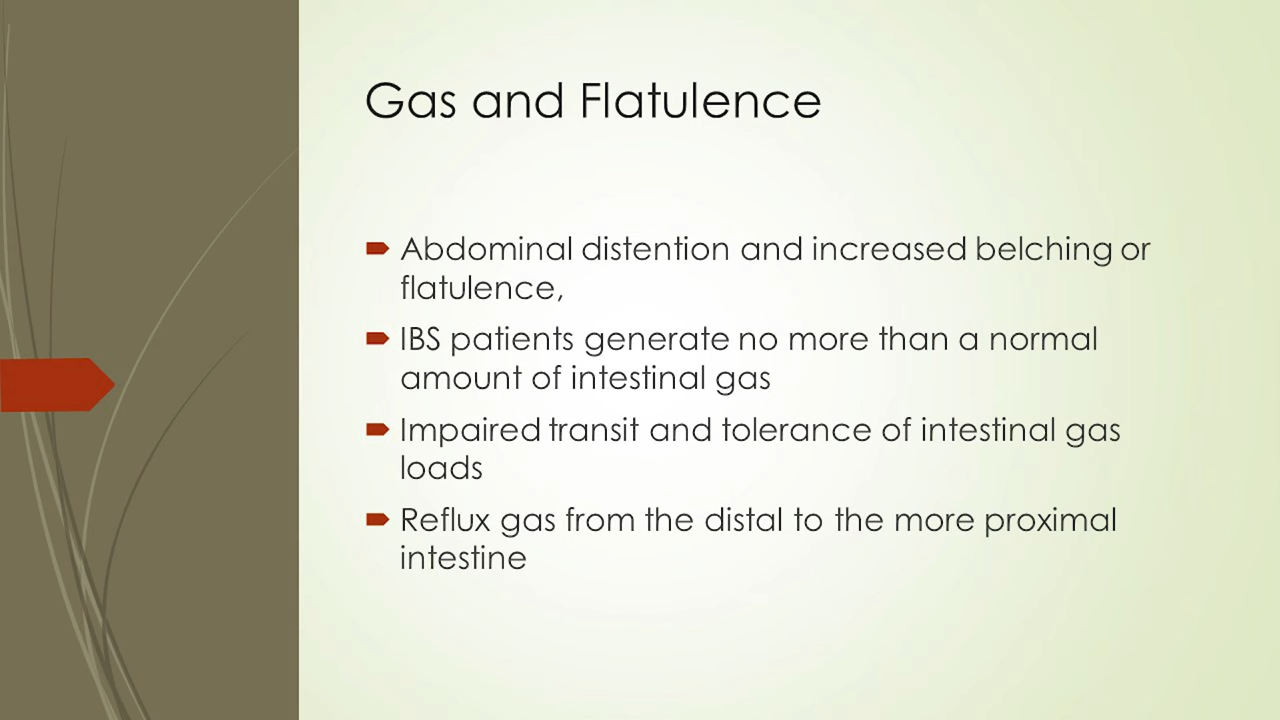 Gas and Flatulence
Abdominal distention and increased belching or
flatulence,
IBS patients generate no more than a normal
amount of intestinal gas
Impaired transit and tolerance of intestinal gas
loads
Reflux gas from the distal to the more proximal
intestine